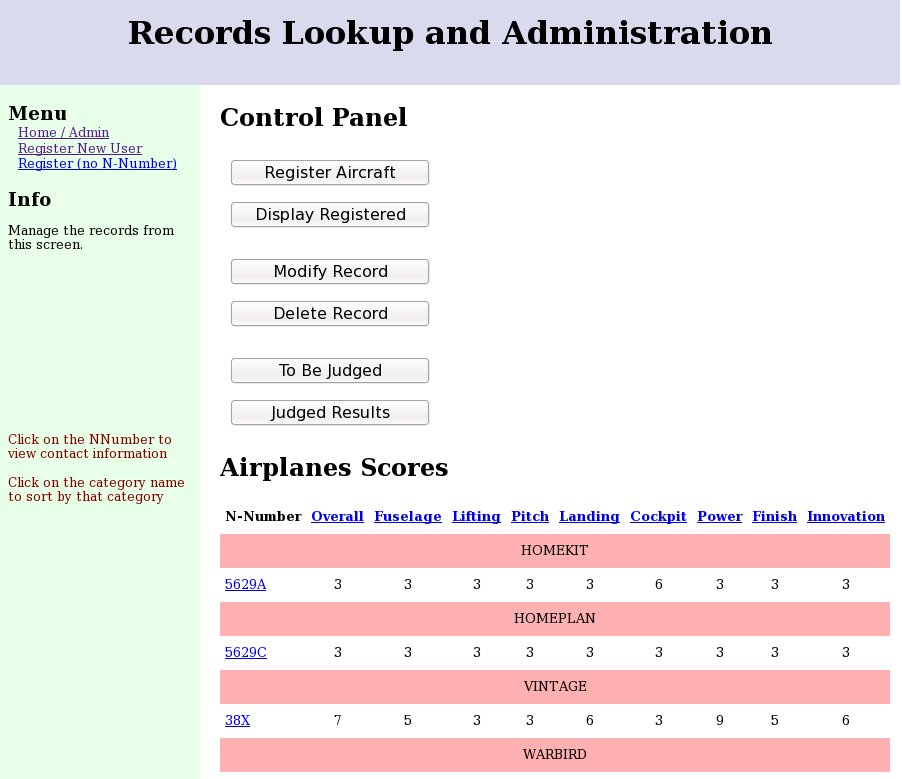 Records Lookup and Administration
Menu
Home / Admin
Register New User
Register (no N-Number)
Info
Manage the records from
this screen.
Click on the NNumber to
view contact information
Click on the category name
to sort by that category
Control Panel
Register Aircraft
Display Registered
Modify Record
Delete Record
To Be Judged
Judged Results
Airplanes Scores
N-Number Overall Fuselage Lifting Pitch Landing Cockpit Power Finish Innovation
HOMEKIT
5629A 3 3 3 3 3 6 3 3 3
HOMEPLAN
5629C 3 3 3 3 3 3 3 3 3
VINTAGE
38X 7 5 3 3 6 3 9 5 6
WARBIRD